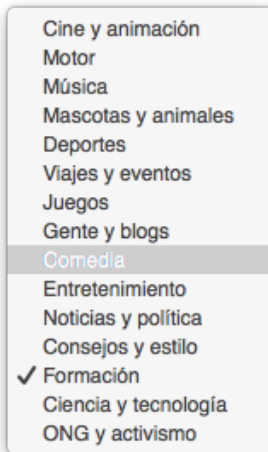 Cine y animación
Motor
Música
Mascotas y animales
Deportes
Viajes y eventos
Juegos
Gente y blogs
Comedia
Entretenimiento
Noticias y política
Consejos y estilo
✓ Formación
Ciencia y tecnología
ONG y activismo